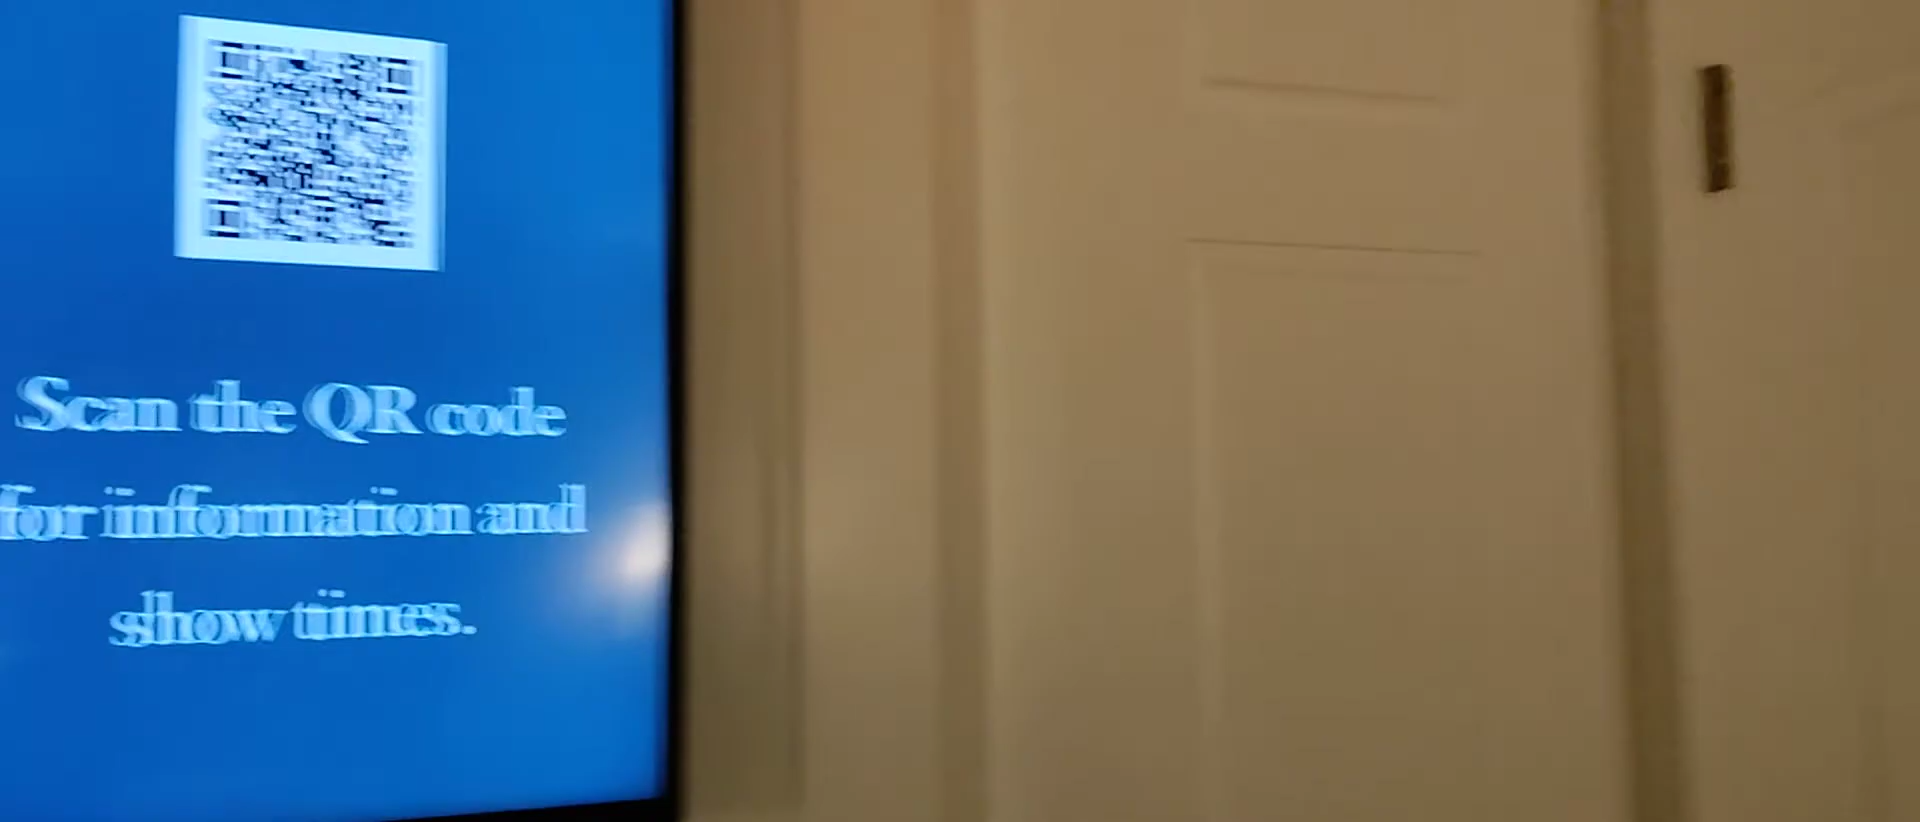 Scan the QR code
for information and
show times.